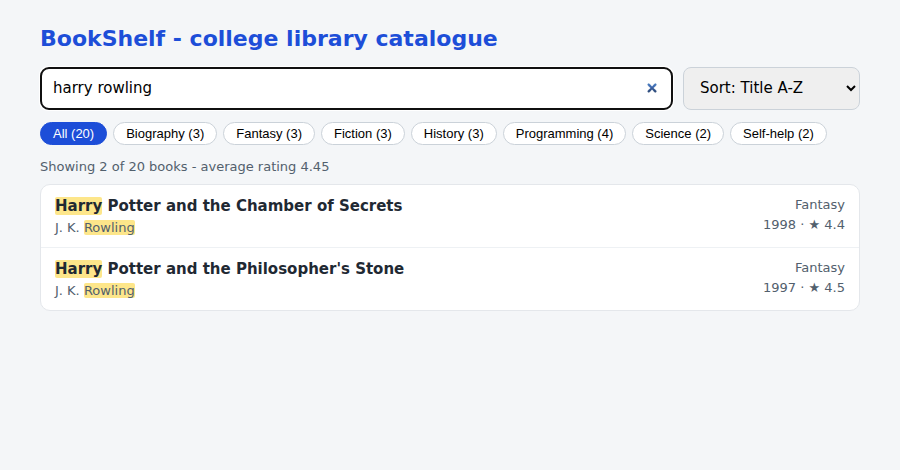 BookShelf - college library catalogue
harry rowling ×
Sort: Title A-Z
All (20) Biography (3) Fantasy (3) Fiction (3) History (3) Programming (4) Science (2) Self-help (2)
Showing 2 of 20 books - average rating 4.45
Harry Potter and the Chamber of Secrets
Fantasy
J. K. Rowling
1998 · ★ 4.4
Harry Potter and the Philosopher's Stone
Fantasy
J. K. Rowling
1997 · ★ 4.5